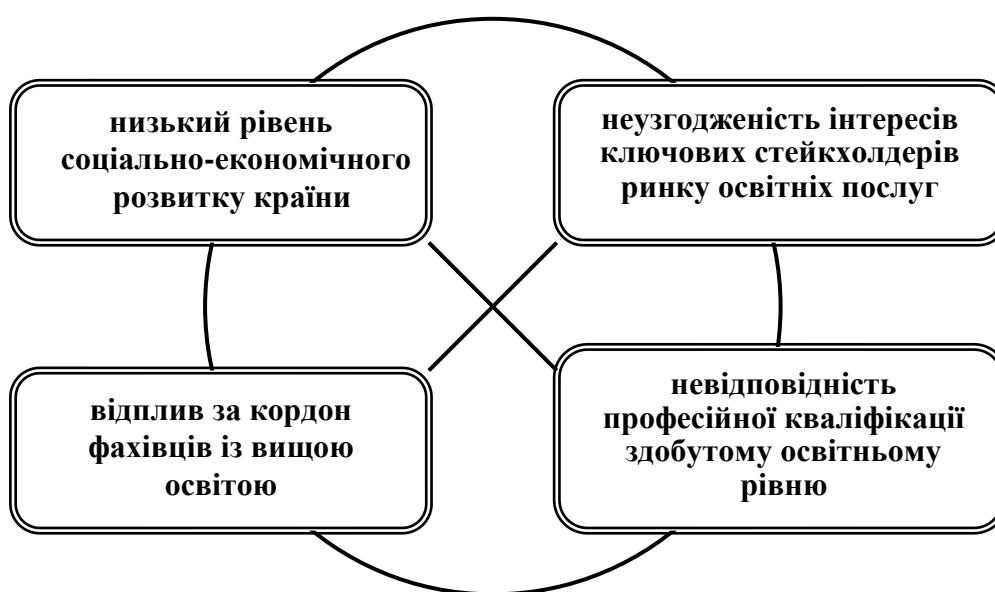 низький рівень
соціально-економічного
розвитку країни
неузгодженість інтересів
ключових стейкхолдерів
ринку освітніх послуг
відплив за кордон
фахівців із вищою
освітою
невідповідність
професійної кваліфікації
здобутому освітньому
рівню